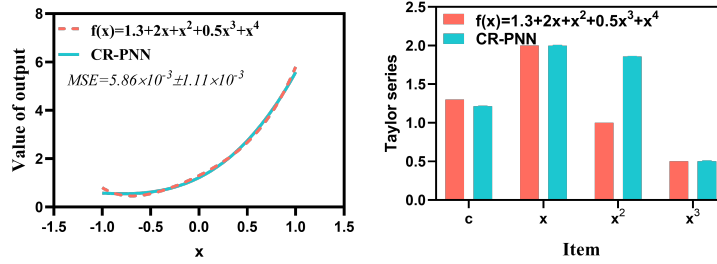 f(x)=1.3+2x+x²+0.5x³+x⁴
CR-PNN
MSE=5.86×10⁻³±1.11×10⁻³
Value of output
8
6
4
2
0
-1.5 -1.0 -0.5 0.0 0.5 1.0 1.5
x
f(x)=1.3+2x+x²+0.5x³+x⁴
CR-PNN
Taylor series
2.5
2.0
1.5
1.0
0.5
0.0
c x x² x³
Item